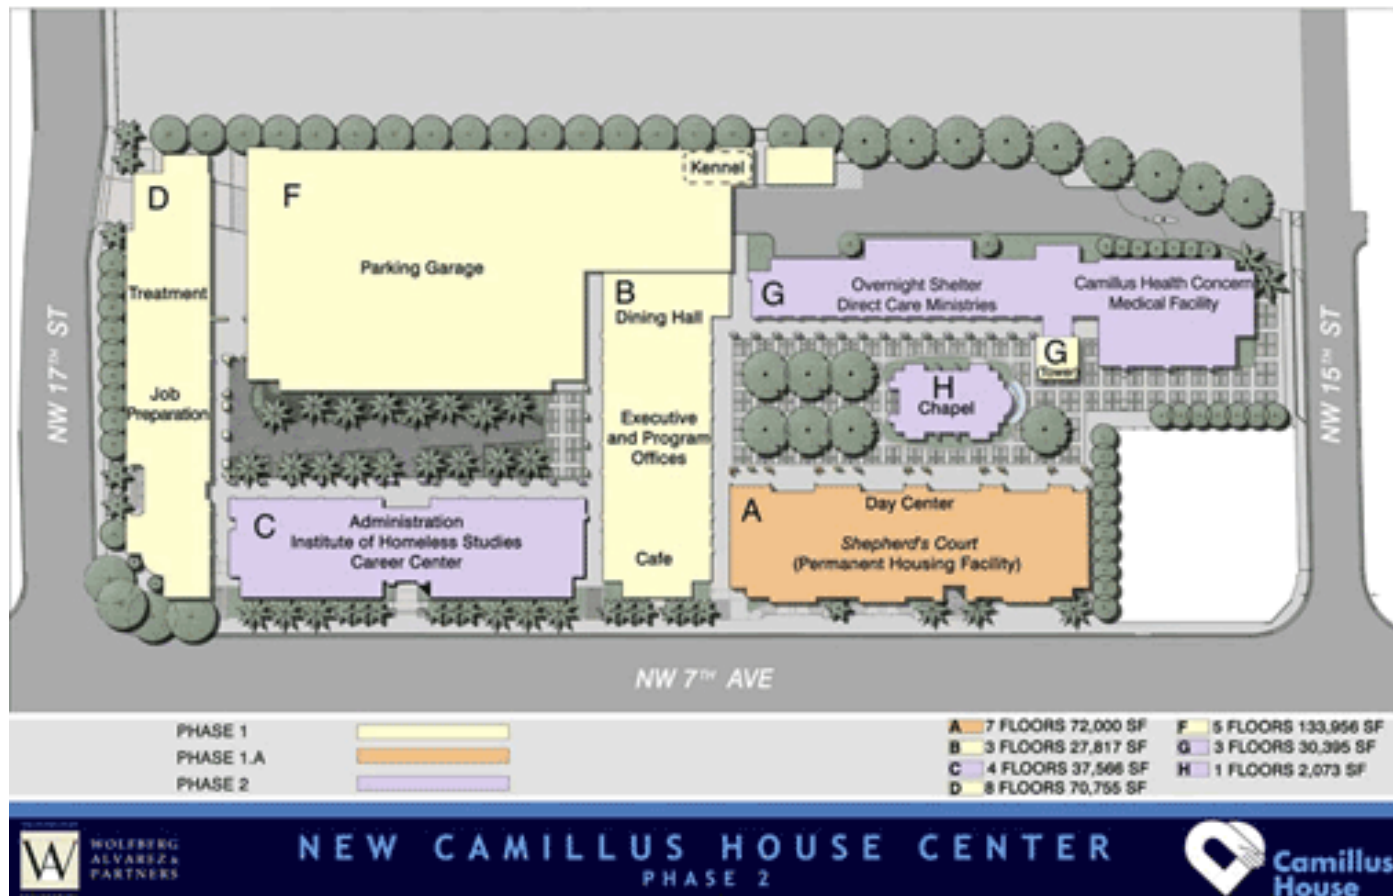 D
F
Kennel
Treatment
Parking Garage
Job
Preparation
B
Dining Hall
Executive
and Program
Offices
Cafe
G
Overnight Shelter
Direct Care Ministries
Camillus Health Concern
Medical Facility
G
(Tower)
H
Chapel
C
Administration
Institute of Homeless Studies
Career Center
A
Day Center
Shepherd's Court
(Permanent Housing Facility)
NW 17TH ST
NW 15TH ST
NW 7TH AVE
PHASE 1
PHASE 1.A
PHASE 2
A 7 FLOORS 72,000 SF
B 3 FLOORS 27,817 SF
C 4 FLOORS 37,566 SF
D 8 FLOORS 70,755 SF
F 5 FLOORS 133,956 SF
G 3 FLOORS 30,395 SF
H 1 FLOORS 2,073 SF
WA
WOLFBERG
ALVAREZ &
PARTNERS
NEW CAMILLUS HOUSE CENTER
PHASE 2
Camillus
House